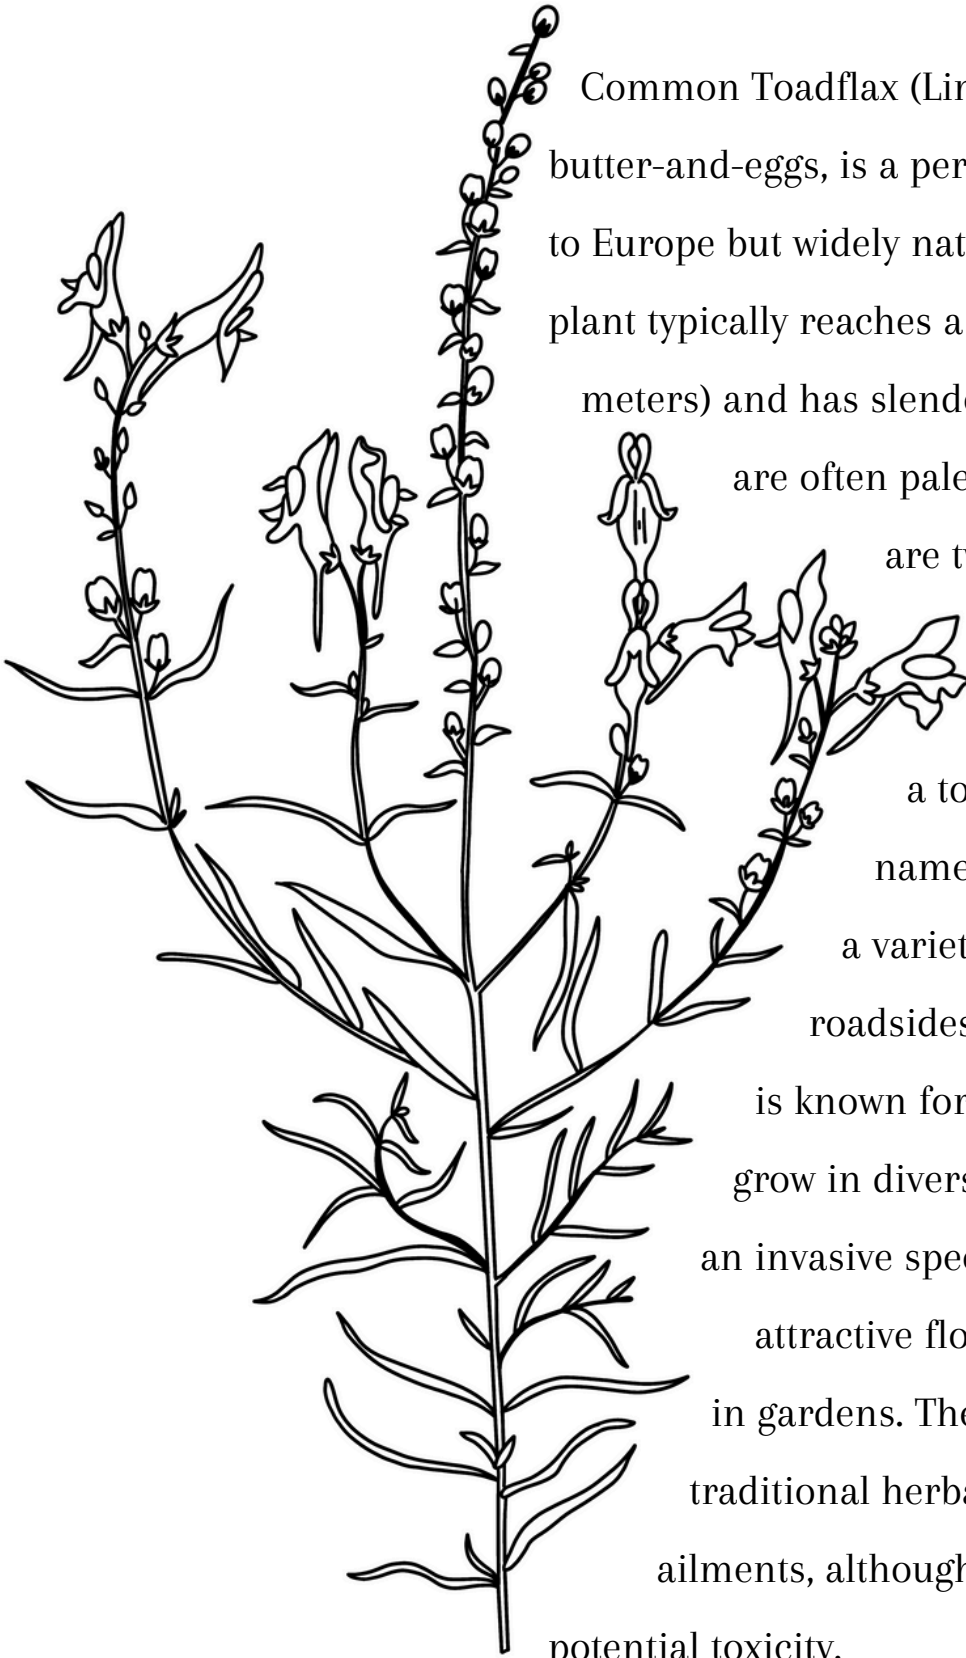 Common Toadflax (Lin
butter-and-eggs, is a per
to Europe but widely nat
plant typically reaches a
meters) and has slend
are often pale
are t
a to
name
a variet
roadsides
is known for
grow in divers
an invasive spe
attractive flo
in gardens. The
traditional herba
ailments, although
potential toxicity.